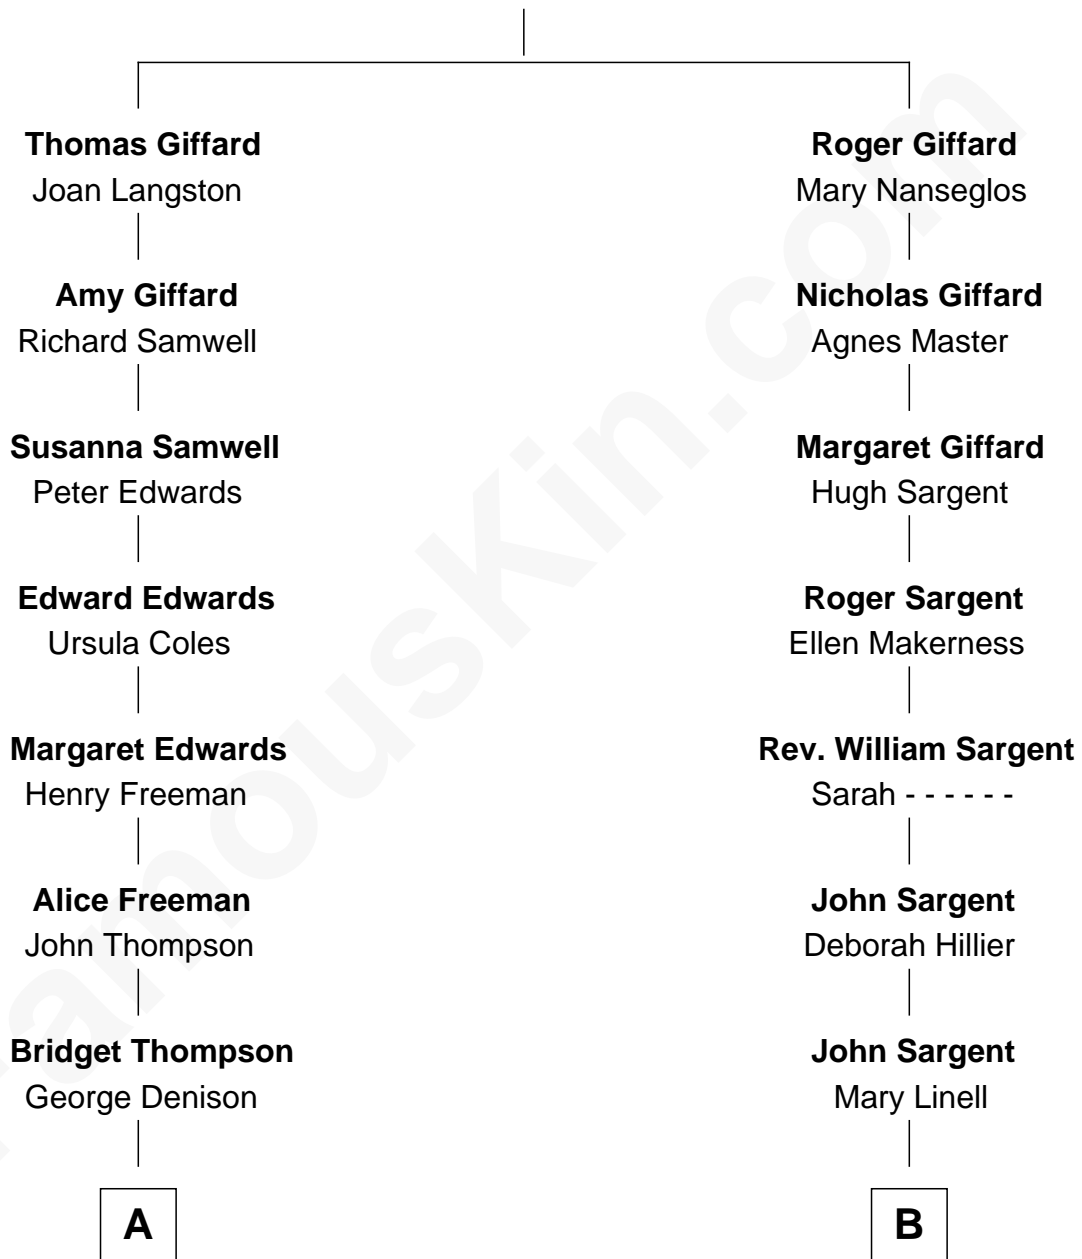 Thomas Giffard
Joan Langston
Amy Giffard
Richard Samwell
Susanna Samwell
Peter Edwards
Edward Edwards
Ursula Coles
Margaret Edwards
Henry Freeman
Alice Freeman
John Thompson
Bridget Thompson
George Denison
A
Roger Giffard
Mary Nanseglos
Nicholas Giffard
Agnes Master
Margaret Giffard
Hugh Sargent
Roger Sargent
Ellen Makerness
Rev. William Sargent
Sarah - - - - - -
John Sargent
Deborah Hillier
John Sargent
Mary Linell
B
FamousKin.com